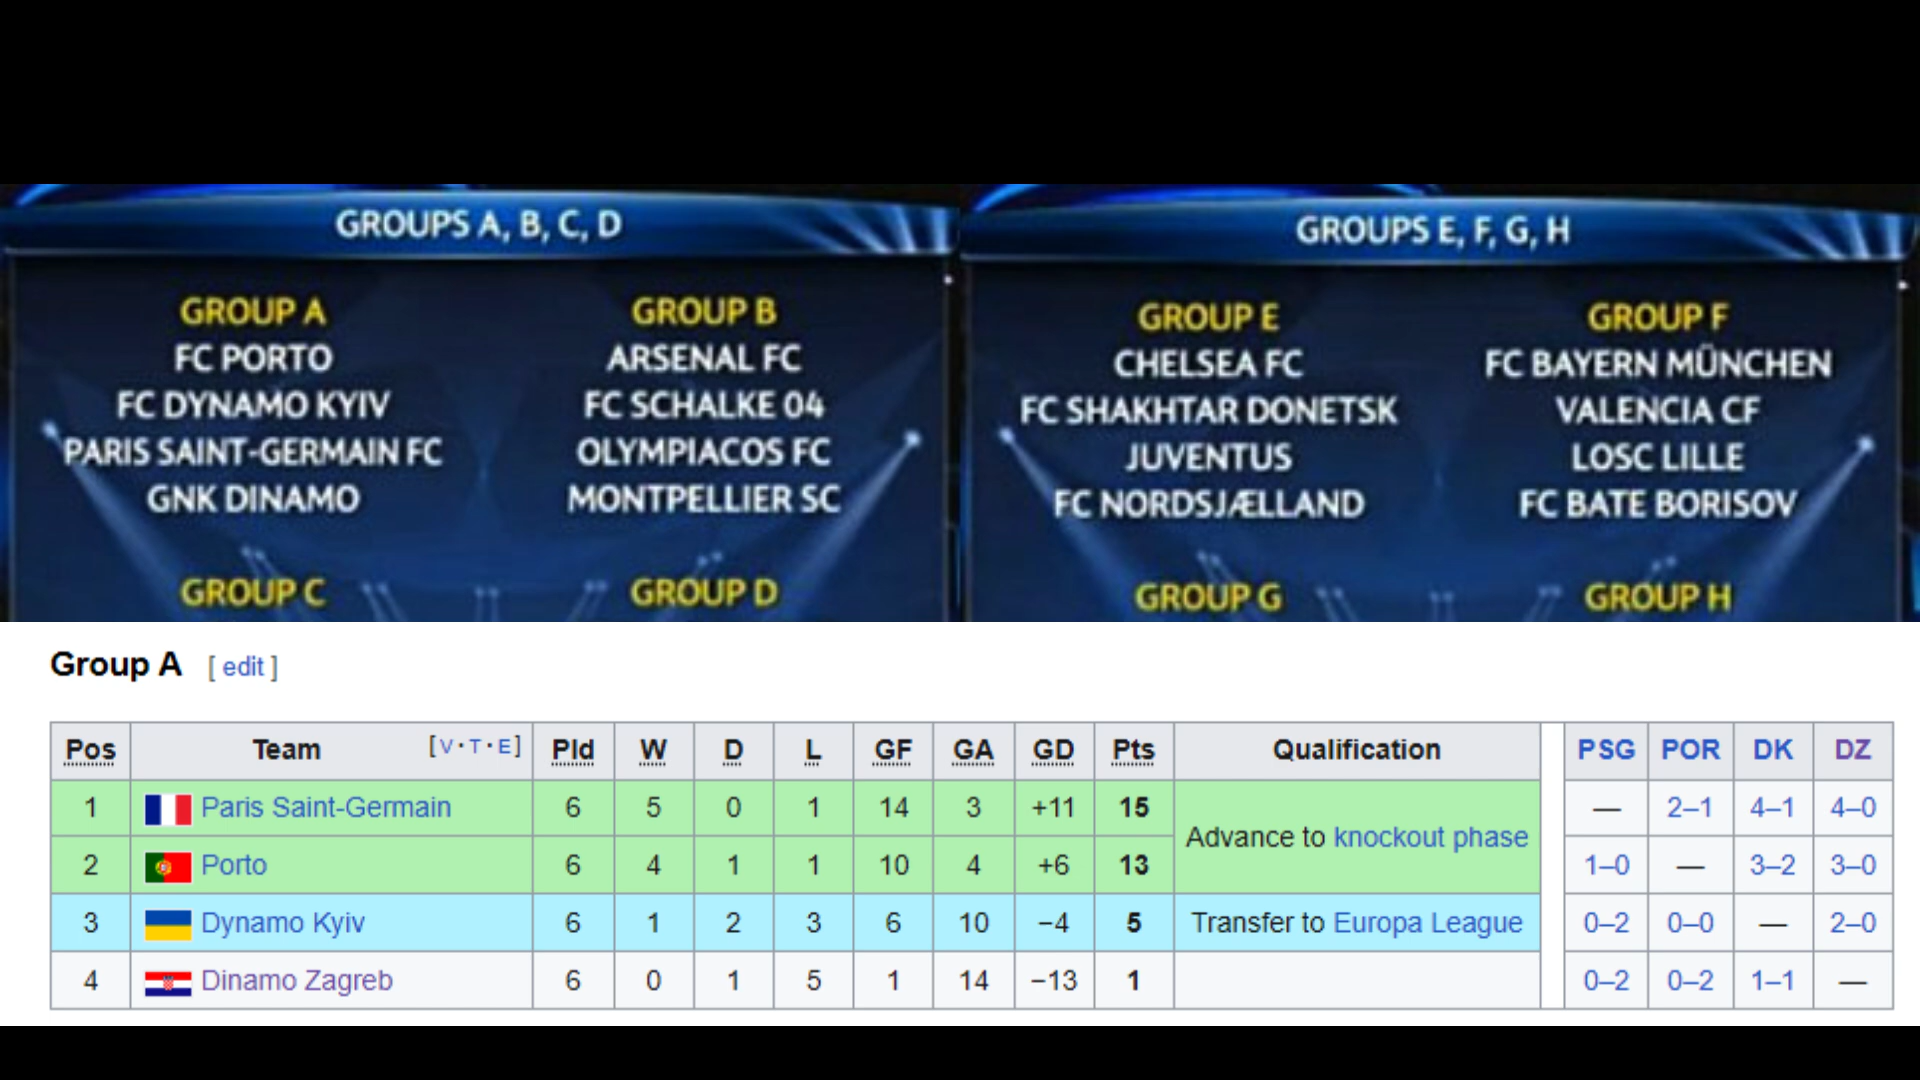 GROUPS A, B, C, D
GROUP A
FC PORTO
FC DYNAMO KYIV
PARIS SAINT-GERMAIN FC
GNK DINAMO
GROUP B
ARSENAL FC
FC SCHALKE 04
OLYMPIACOS FC
MONTPELLIER SC
GROUP C
GROUP D
GROUPS E, F, G, H
GROUP E
CHELSEA FC
FC SHAKHTAR DONETSK
JUVENTUS
FC NORDSJÆLLAND
GROUP F
FC BAYERN MÜNCHEN
VALENCIA CF
LOSC LILLE
FC BATE BORISOV
GROUP G
GROUP H
Group A [ edit ]
Pos Team [V·T·E] Pld W D L GF GA GD Pts Qualification PSG POR DK DZ
1 Paris Saint-Germain 6 5 0 1 14 3 +11 15 Advance to knockout phase — 2–1 4–1 4–0
2 Porto 6 4 1 1 10 4 +6 13 1–0 — 3–2 3–0
3 Dynamo Kyiv 6 1 2 3 6 10 −4 5 Transfer to Europa League 0–2 0–0 — 2–0
4 Dinamo Zagreb 6 0 1 5 1 14 −13 1 0–2 0–2 1–1 —